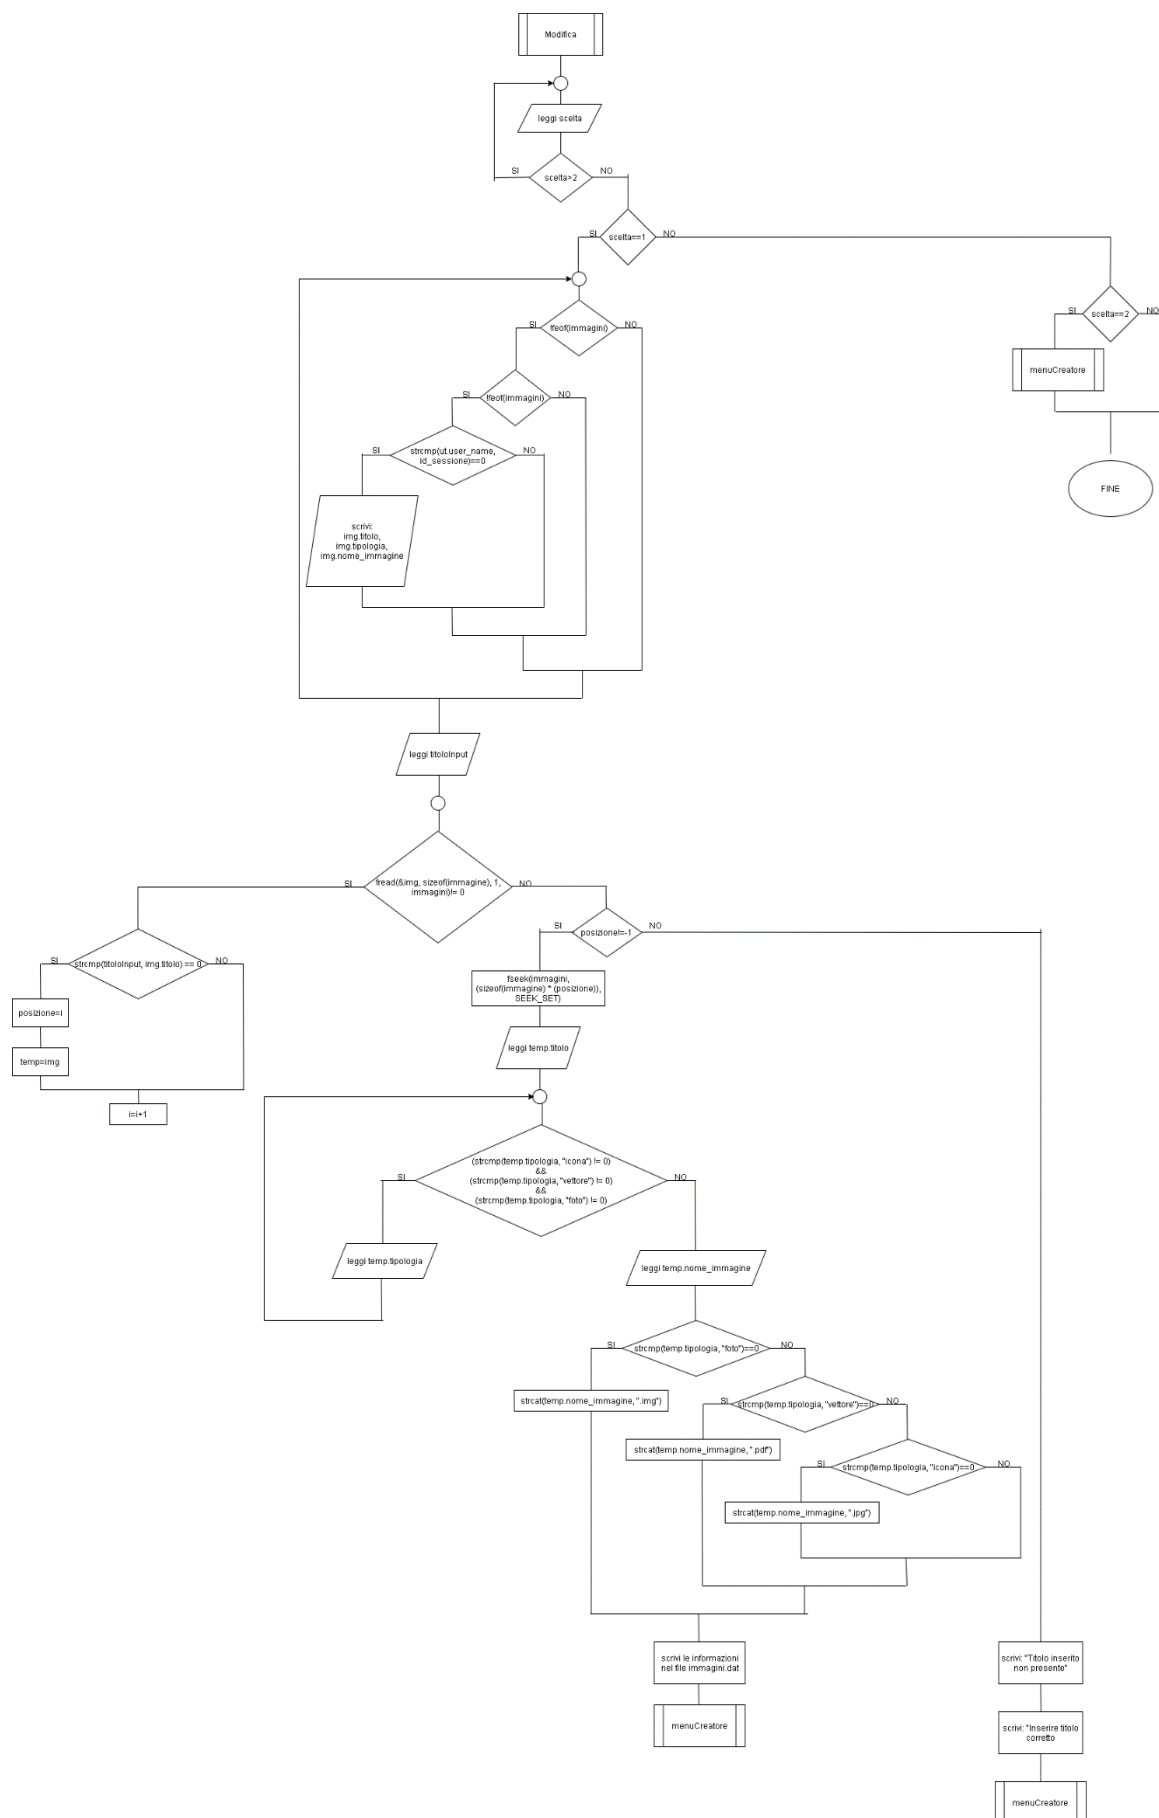 Modifica
leggi scelta
SI
scelta>2
NO
SI
scelta==1
NO
SI
!feof(immagini)
NO
SI
scelta==2
NO
menuCreatore
SI
!feof(immagini)
NO
SI
strcmp(ut.user_name,
id_sessione)==0
NO
FINE
scrivi:
img.titolo,
img.tipologia,
img.nome_immagine
leggi titoloInput
SI
fread(&img, sizeof(immagine), 1,
immagini)!= 0
NO
SI
posizione!=-1
NO
SI
strcmp(titoloInput, img.titolo) == 0
NO
fseek(immagini,
(sizeof(immagine) * (posizione)),
SEEK_SET)
posizione=i
leggi temp.titolo
temp=img
i=i+1
(strcmp(temp.tipologia, "icona") != 0)
&&
SI
(strcmp(temp.tipologia, "vettore") != 0)
NO
&&
(strcmp(temp.tipologia, "foto") != 0)
leggi temp.tipologia
leggi temp.nome_immagine
SI
strcmp(temp.tipologia, "foto")==0
NO
strcat(temp.nome_immagine, ".img")
SI
strcmp(temp.tipologia, "vettore")==0
NO
strcat(temp.nome_immagine, ".pdf")
SI
strcmp(temp.tipologia, "icona")==0
NO
strcat(temp.nome_immagine, ".jpg")
scrivi le informazioni
nel file immagini.dat
scrivi: "Titolo inserito
non presente"
menuCreatore
scrivi: "Inserire titolo
corretto
menuCreatore